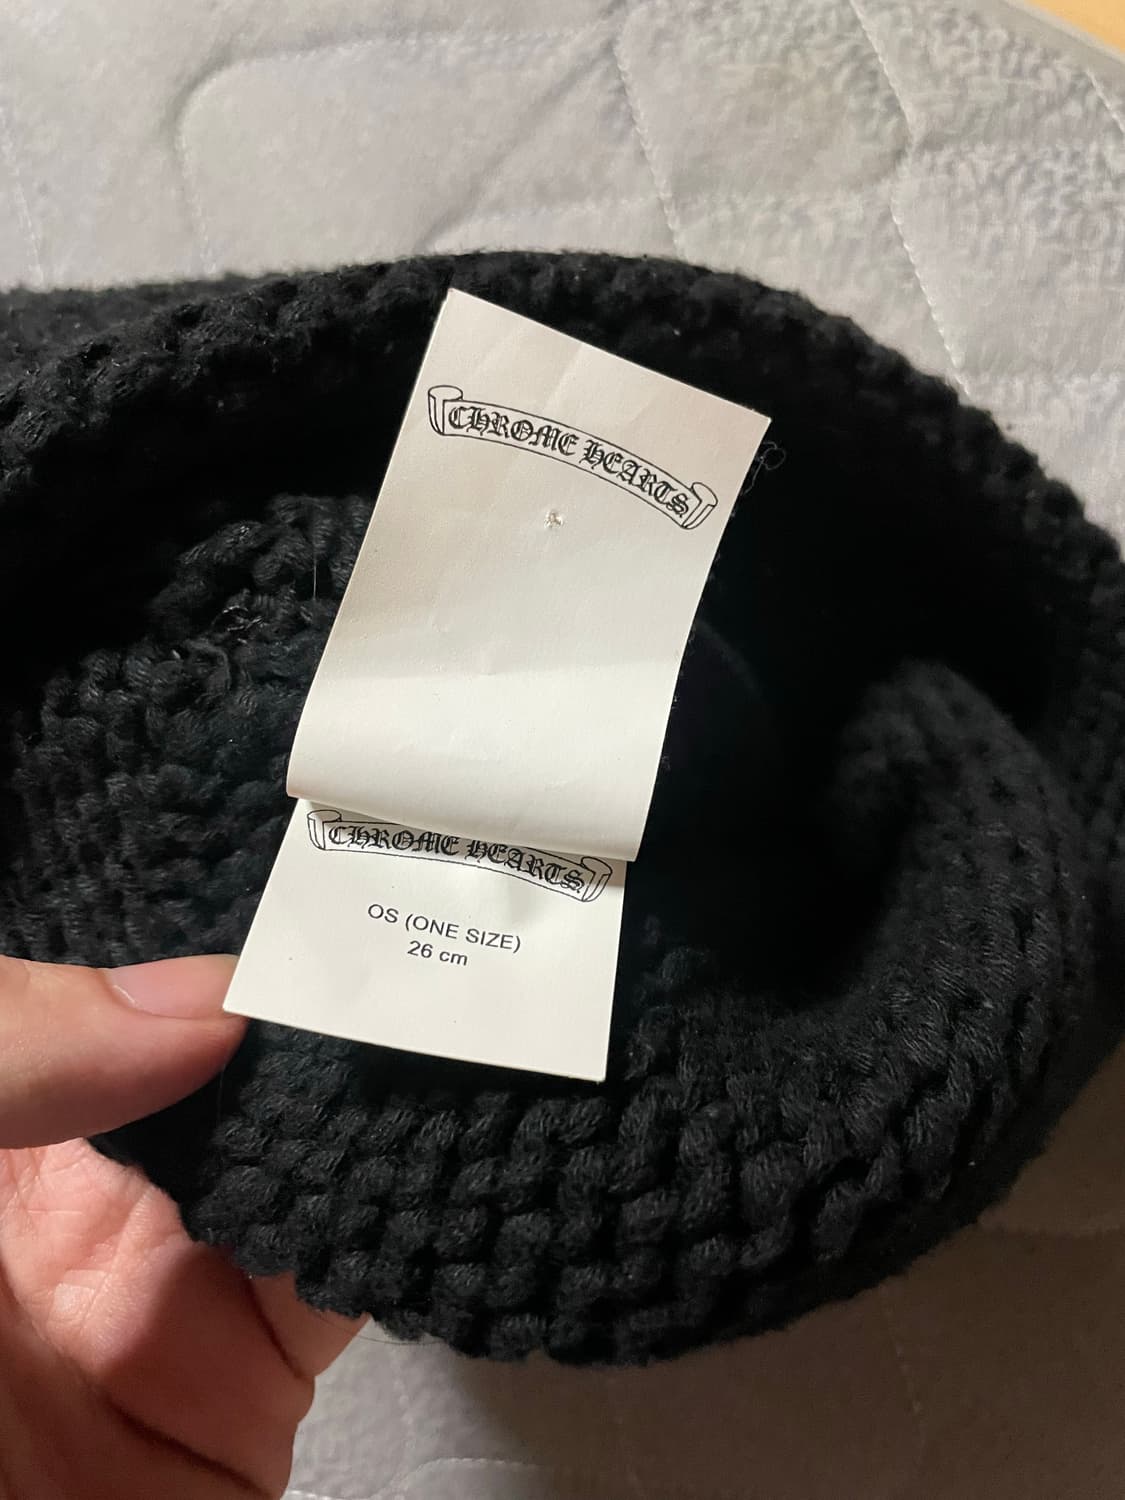 CHROME HEARTS
CHROME HEARTS
OS (ONE SIZE)
26 cm